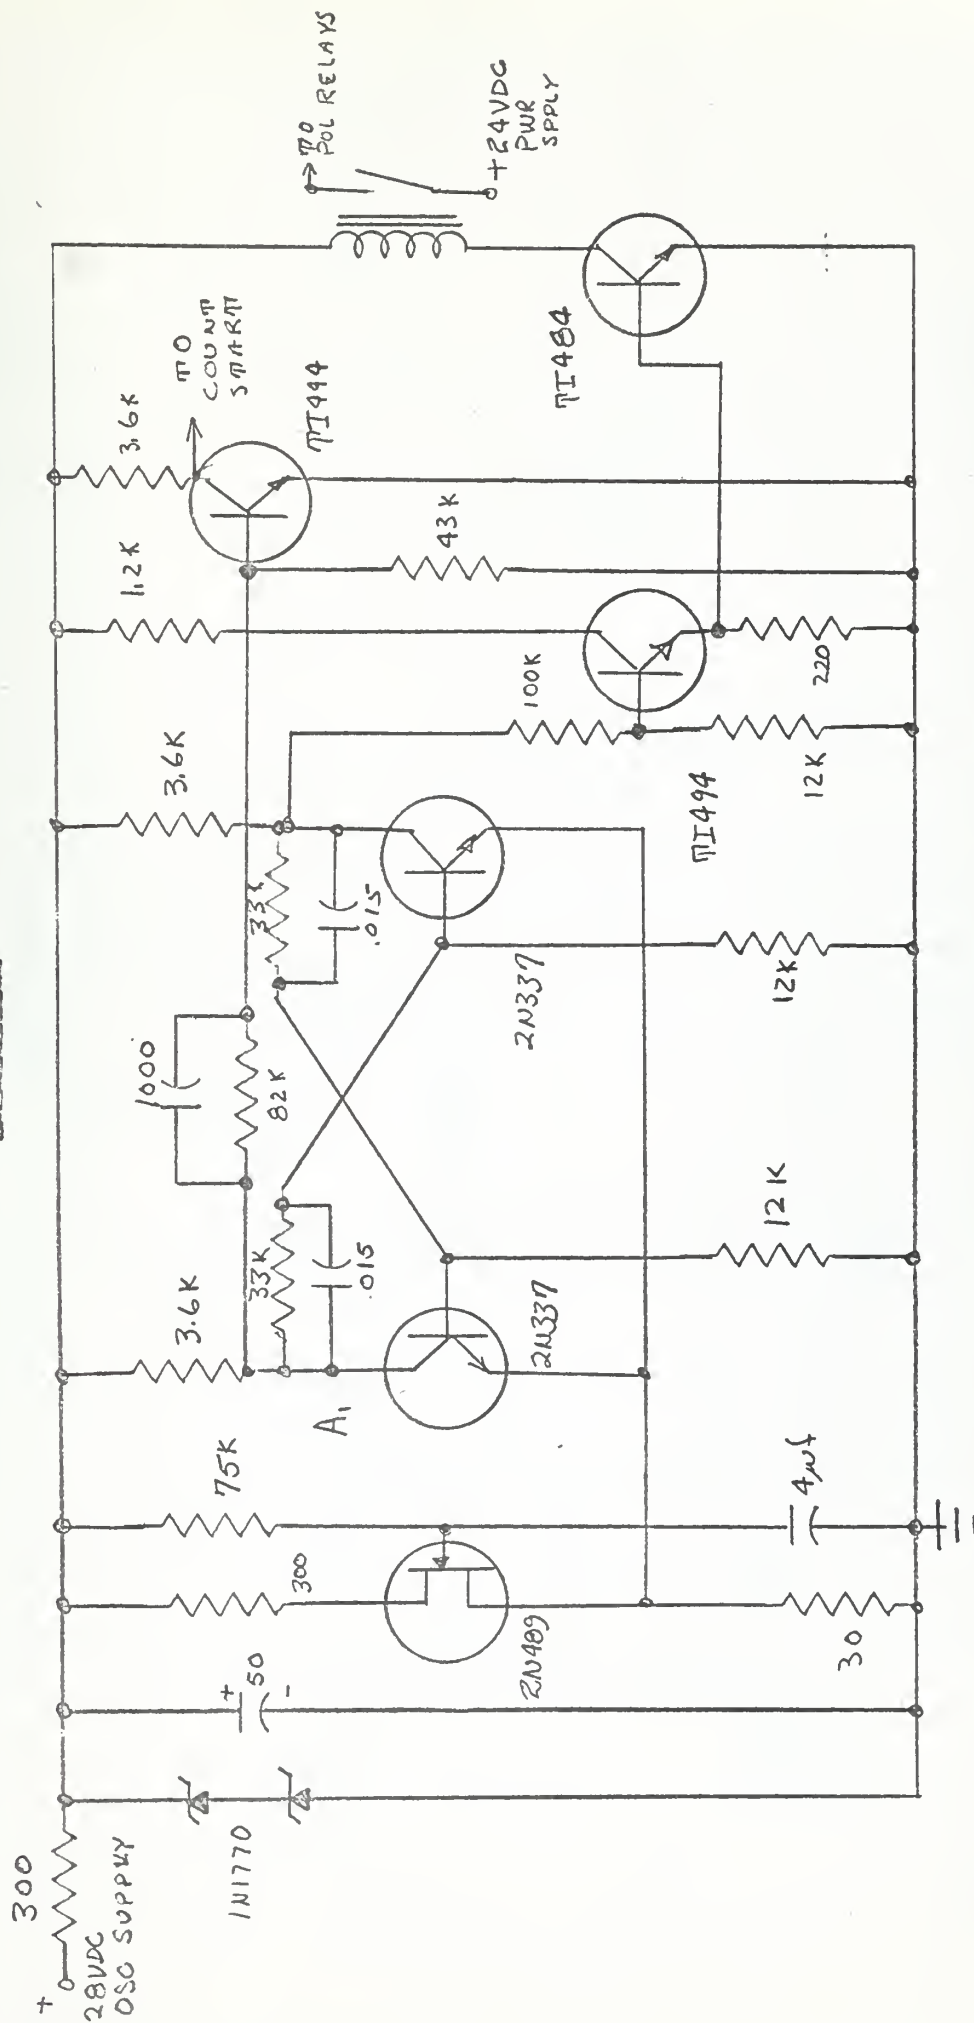 300
+
28VDC
OSC SUPPLY
1N1770
+
50
-
300
2N489
30
75K
4µf
A1
3.6K
33K
.015
2N337
12K
1000
82K
33K
.015
2N337
12K
3.6K
100K
TI494
12K
1.2K
220
43K
3.6K
TO
COUNT
START
TI494
TI484
TO
POL RELAYS
+24VDC
PWR
SPPLY